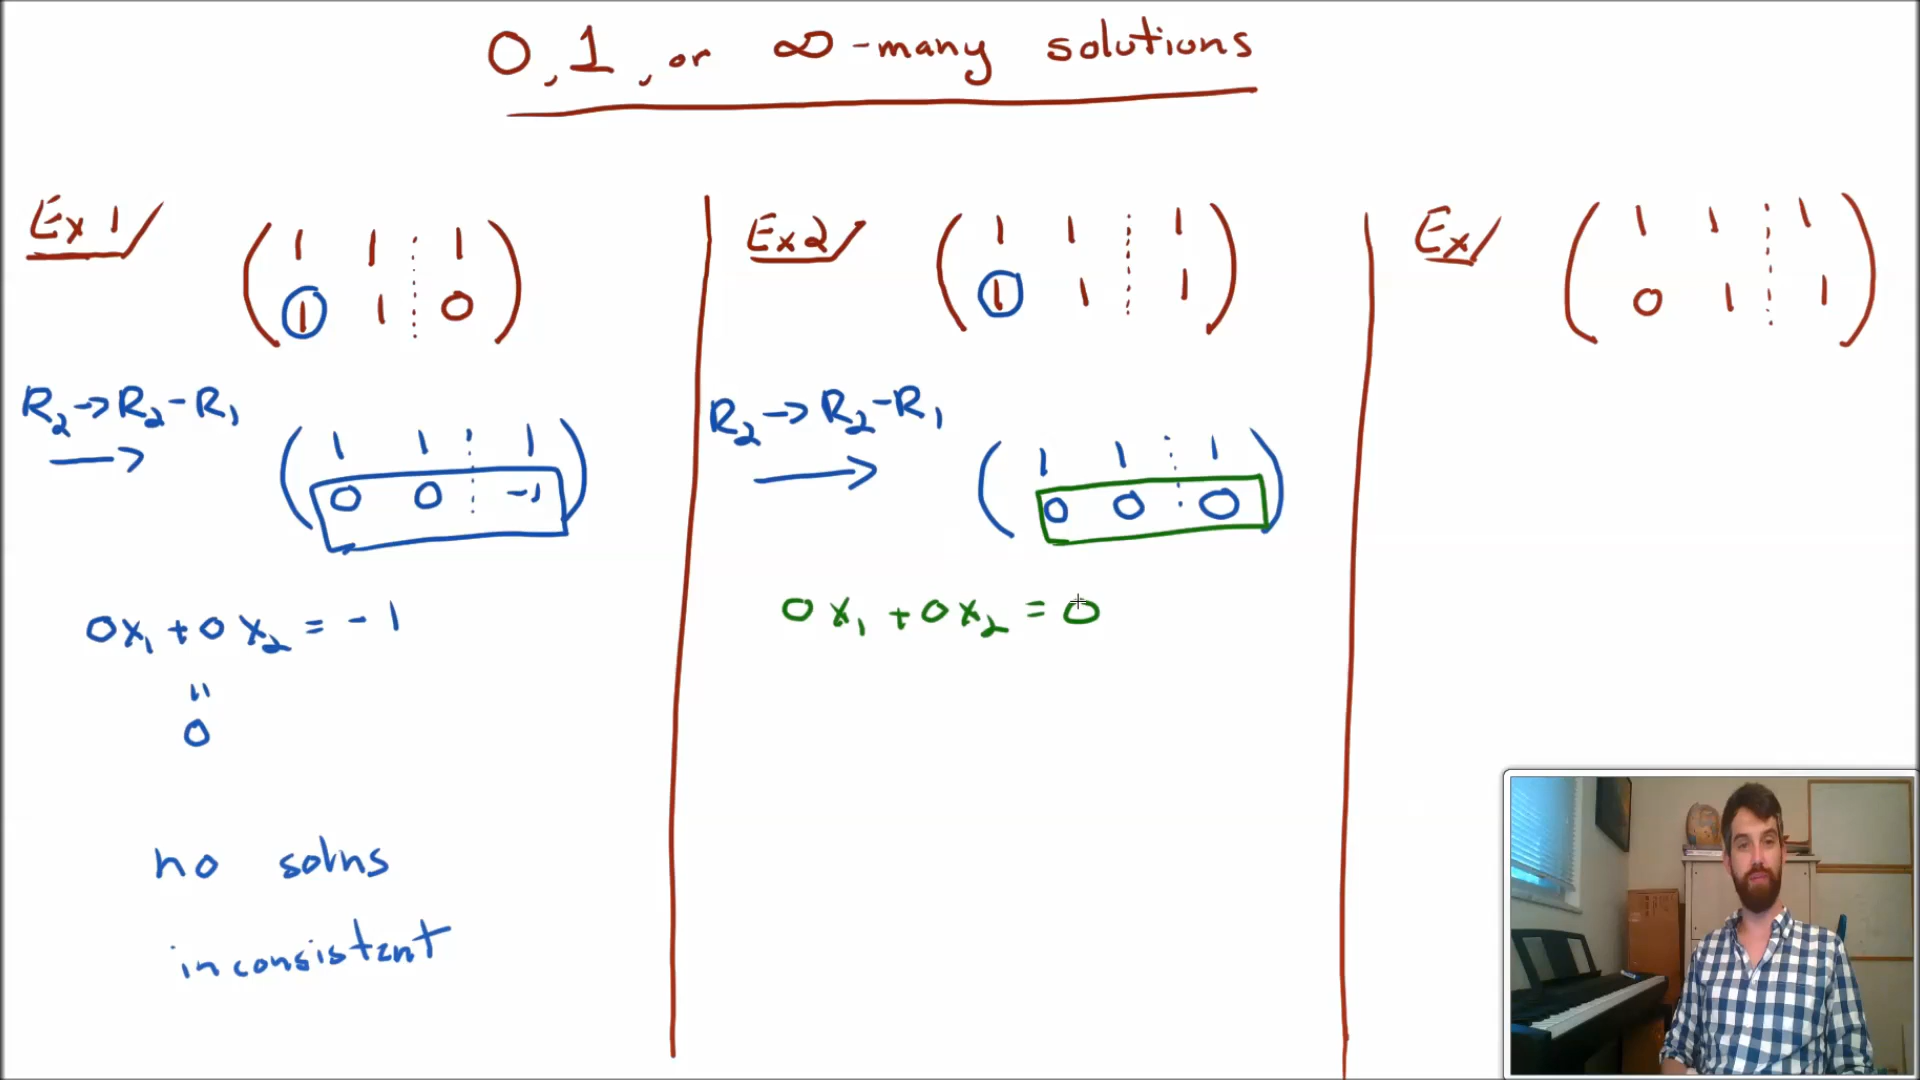 0, 1, or ∞-many solutions
Ex 1/
( 1 1 ⋮ 1
1 1 ⋮ 0 )
R₂ → R₂ - R₁
→
( 1 1 ⋮ 1
0 0 ⋮ -1 )
0x₁ + 0x₂ = -1
"
0
no solns
inconsistent
Ex2/
( 1 1 ⋮ 1
1 1 ⋮ 1 )
R₂ → R₂ - R₁
→
( 1 1 ⋮ 1
0 0 ⋮ 0 )
0x₁ + 0x₂ = 0
Ex/
( 1 1 ⋮ 1
0 1 ⋮ 1 )